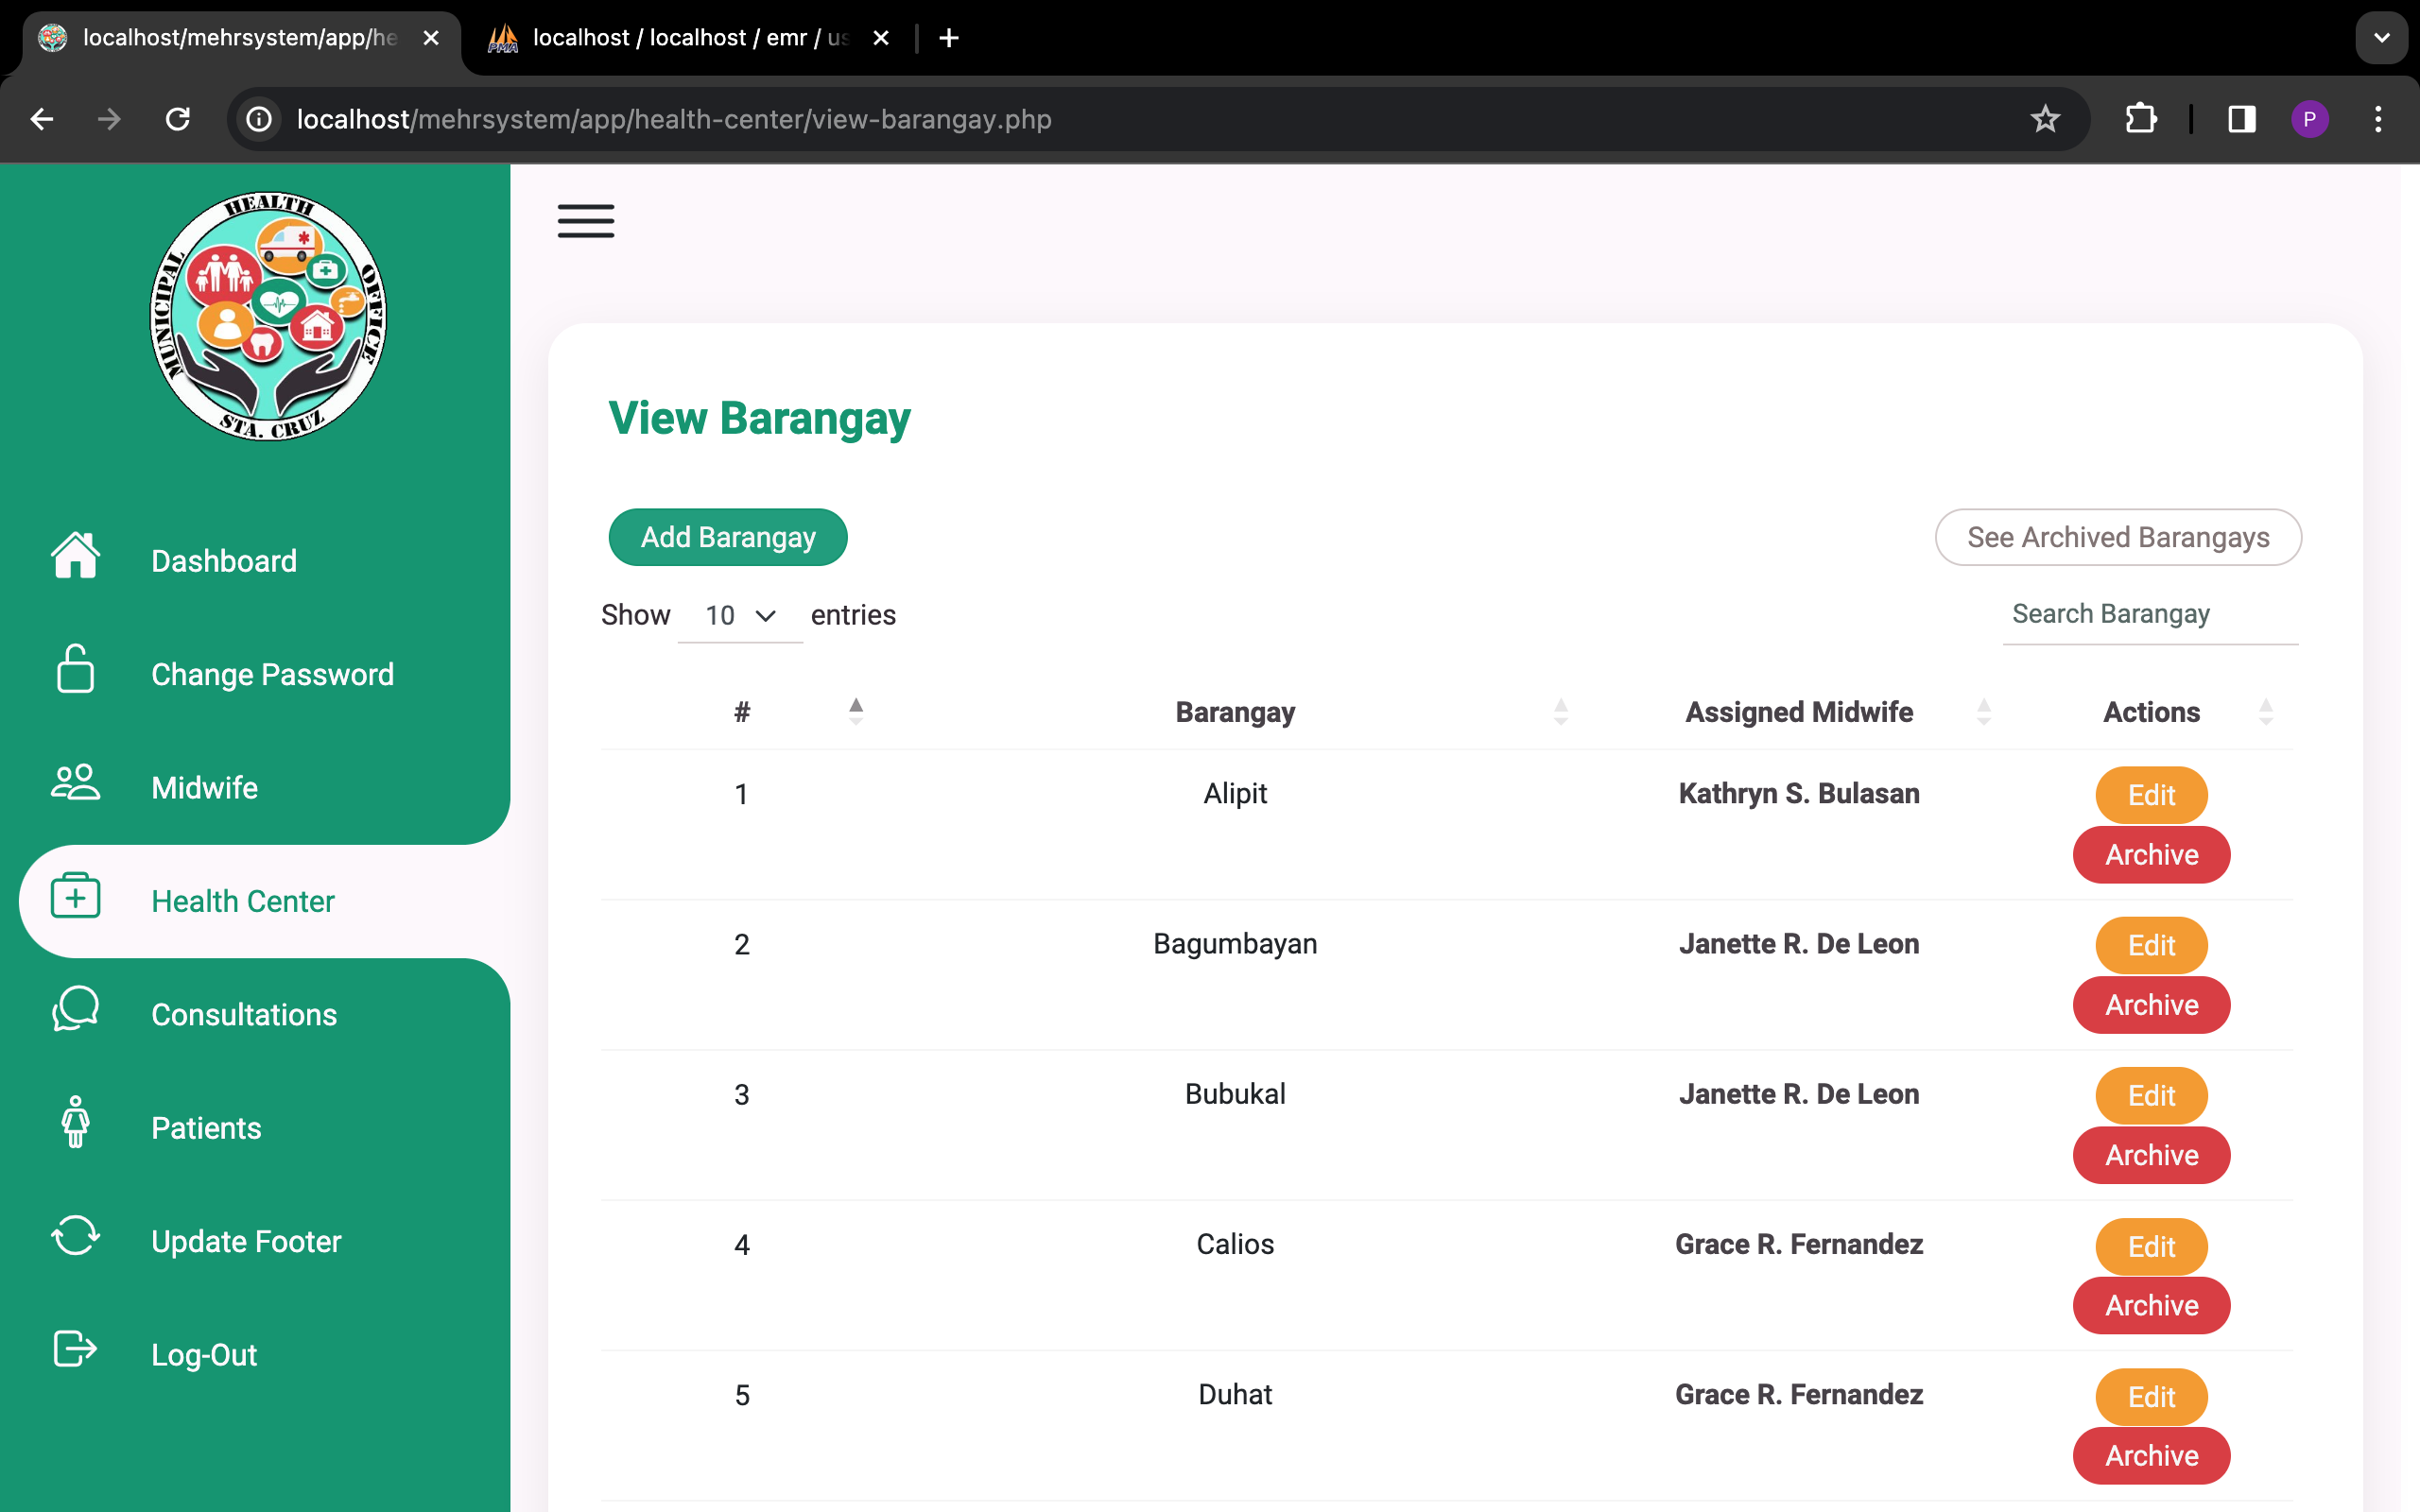 localhost/mehrsystem/app/he
localhost / localhost / emr / us
localhost/mehrsystem/app/health-center/view-barangay.php
P
MUNICIPAL HEALTH OFFICE
STA. CRUZ
Dashboard
Change Password
Midwife
Health Center
Consultations
Patients
Update Footer
Log-Out
View Barangay
Add Barangay
See Archived Barangays
Show 10 entries
Search Barangay
# Barangay Assigned Midwife Actions
1 Alipit Kathryn S. Bulasan Edit
Archive
2 Bagumbayan Janette R. De Leon Edit
Archive
3 Bubukal Janette R. De Leon Edit
Archive
4 Calios Grace R. Fernandez Edit
Archive
5 Duhat Grace R. Fernandez Edit
Archive